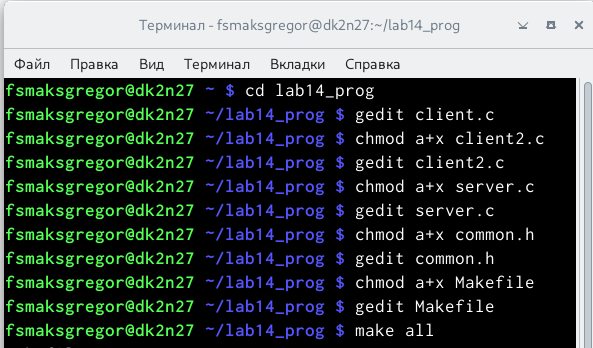 Терминал - fsmaksgregor@dk2n27:~/lab14_prog
Файл Правка Вид Терминал Вкладки Справка
fsmaksgregor@dk2n27 ~ $ cd lab14_prog
fsmaksgregor@dk2n27 ~/lab14_prog $ gedit client.c
fsmaksgregor@dk2n27 ~/lab14_prog $ chmod a+x client2.c
fsmaksgregor@dk2n27 ~/lab14_prog $ gedit client2.c
fsmaksgregor@dk2n27 ~/lab14_prog $ chmod a+x server.c
fsmaksgregor@dk2n27 ~/lab14_prog $ gedit server.c
fsmaksgregor@dk2n27 ~/lab14_prog $ chmod a+x common.h
fsmaksgregor@dk2n27 ~/lab14_prog $ gedit common.h
fsmaksgregor@dk2n27 ~/lab14_prog $ chmod a+x Makefile
fsmaksgregor@dk2n27 ~/lab14_prog $ gedit Makefile
fsmaksgregor@dk2n27 ~/lab14_prog $ make all